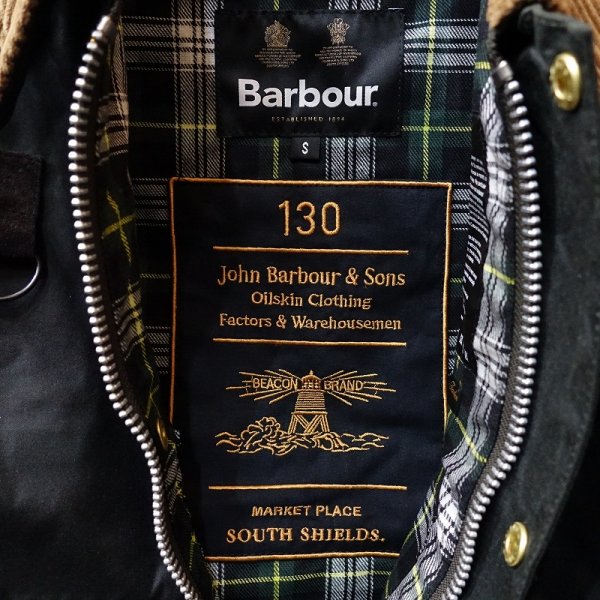 Barbour
ESTABLISHED 1894
S
130
John Barbour & Sons
Oilskin Clothing
Factors & Warehousemen
BEACON BRAND
MARKET PLACE
SOUTH SHIELDS.